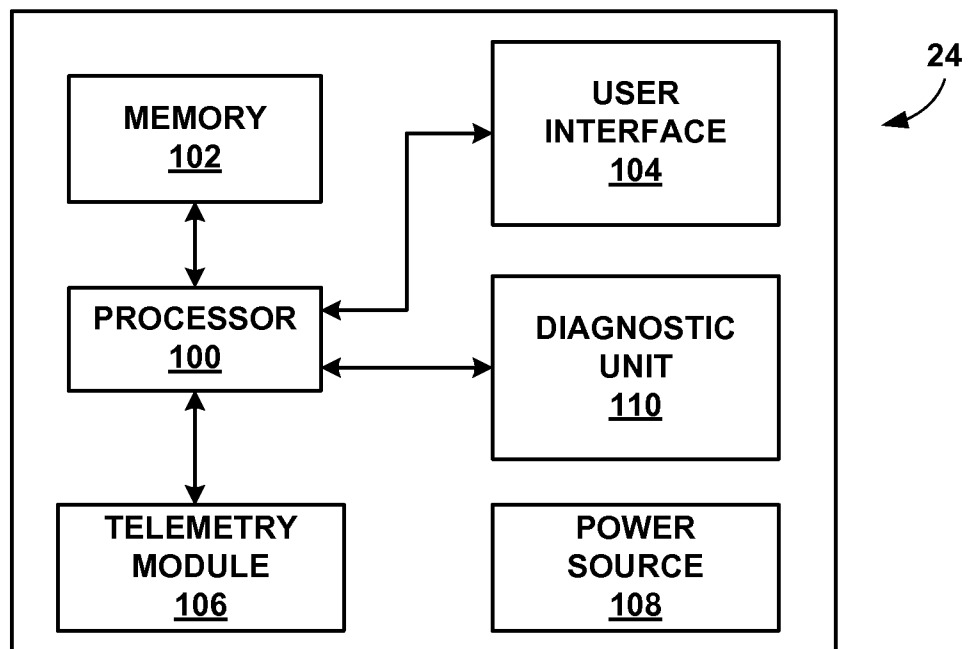 24
MEMORY
102
USER
INTERFACE
104
PROCESSOR
100
DIAGNOSTIC
UNIT
110
TELEMETRY
MODULE
106
POWER
SOURCE
108